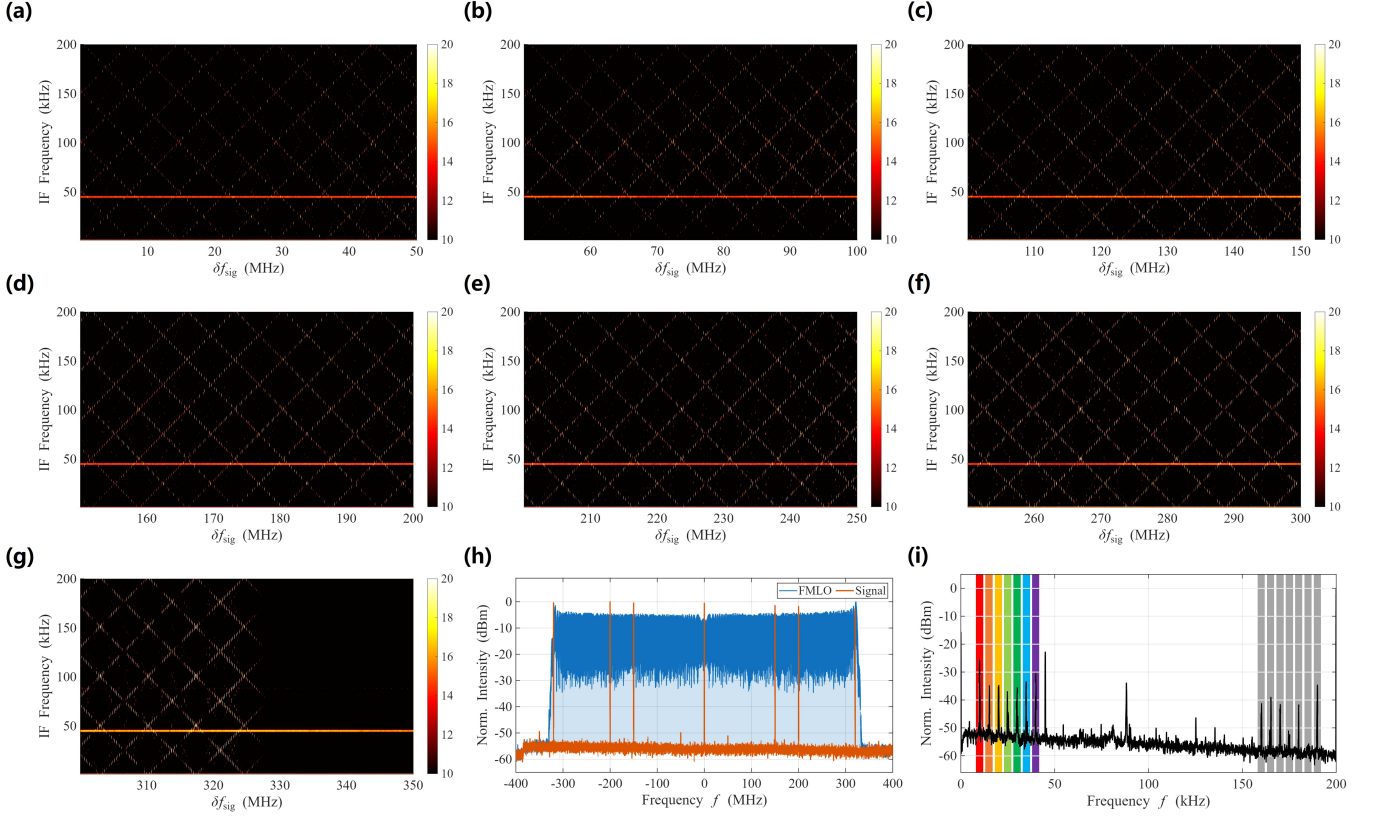 (a)
(b)
(c)
200
150
100
50
IF Frequency (kHz)
10 20 30 40 50
δf_sig (MHz)
20
18
16
14
12
10
200
150
100
50
IF Frequency (kHz)
60 70 80 90 100
δf_sig (MHz)
20
18
16
14
12
10
200
150
100
50
IF Frequency (kHz)
110 120 130 140 150
δf_sig (MHz)
20
18
16
14
12
10
(d)
(e)
(f)
200
150
100
50
IF Frequency (kHz)
160 170 180 190 200
δf_sig (MHz)
20
18
16
14
12
10
200
150
100
50
IF Frequency (kHz)
210 220 230 240 250
δf_sig (MHz)
20
18
16
14
12
10
200
150
100
50
IF Frequency (kHz)
260 270 280 290 300
δf_sig (MHz)
20
18
16
14
12
10
(g)
(h)
(i)
200
150
100
50
IF Frequency (kHz)
310 320 330 340 350
δf_sig (MHz)
20
18
16
14
12
10
FMLO Signal
0
-10
-20
-30
-40
-50
-60
Norm. Intensity (dBm)
-400 -300 -200 -100 0 100 200 300 400
Frequency f (MHz)
0
-10
-20
-30
-40
-50
-60
Norm. Intensity (dBm)
0 50 100 150 200
Frequency f (kHz)